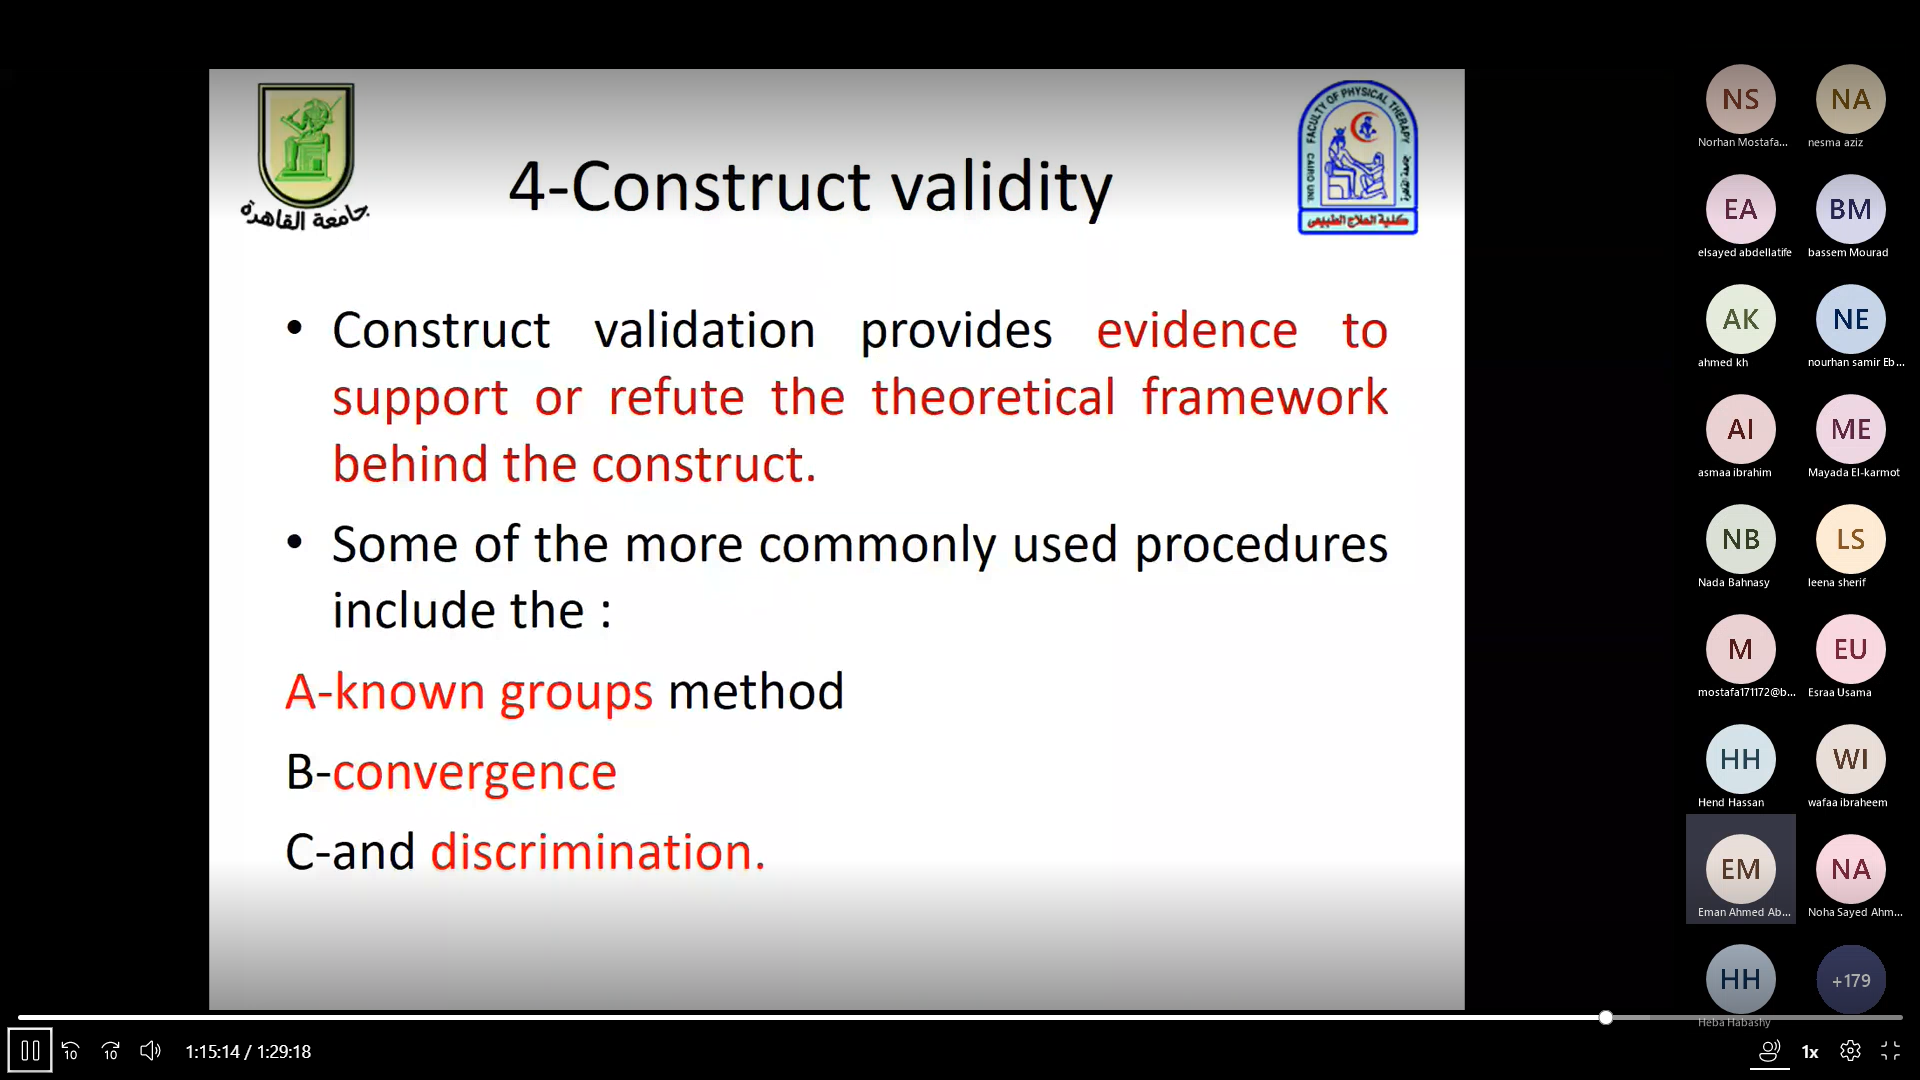 جامعة القاهرة
FACULTY OF PHYSICAL THERAPY
CAIRO UNI.
كلية العلاج الطبيعى
4-Construct validity
• Construct validation provides evidence to
support or refute the theoretical framework
behind the construct.
• Some of the more commonly used procedures
include the :
A-known groups method
B-convergence
C-and discrimination.
NS
NA
Norhan Mostafa...
nesma aziz
EA
BM
elsayed abdellatife
bassem Mourad
AK
NE
ahmed kh
nourhan samir Eb...
AI
ME
asmaa ibrahim
Mayada El-karmot
NB
LS
Nada Bahnasy
leena sherif
M
EU
mostafa171172@b...
Esraa Usama
HH
WI
Hend Hassan
wafaa ibraheem
EM
NA
Eman Ahmed Ab...
Noha Sayed Ahm...
HH
+179
Heba Habashy
10
10
1:15:14 / 1:29:18
1x